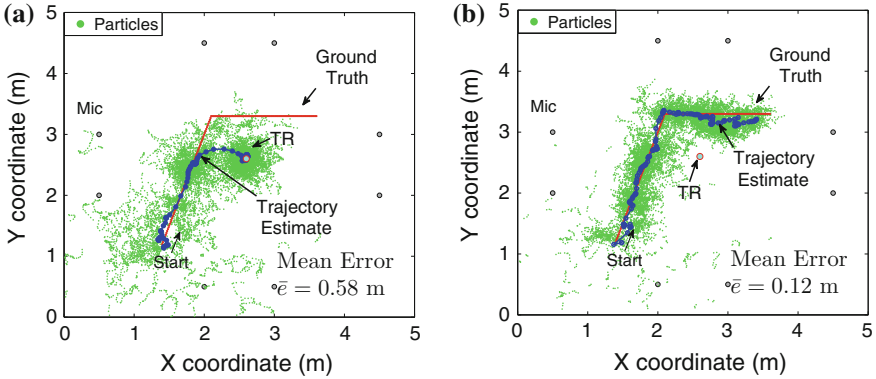 (a)
Particles
Ground
Truth
Mic
TR
Trajectory
Estimate
Start
Mean Error
ē = 0.58 m
Y coordinate (m)
5
4
3
2
1
0
0
1
2
3
4
5
X coordinate (m)
(b)
Particles
Ground
Truth
Mic
Trajectory
Estimate
TR
Start
Mean Error
ē = 0.12 m
Y coordinate (m)
5
4
3
2
1
0
0
1
2
3
4
5
X coordinate (m)